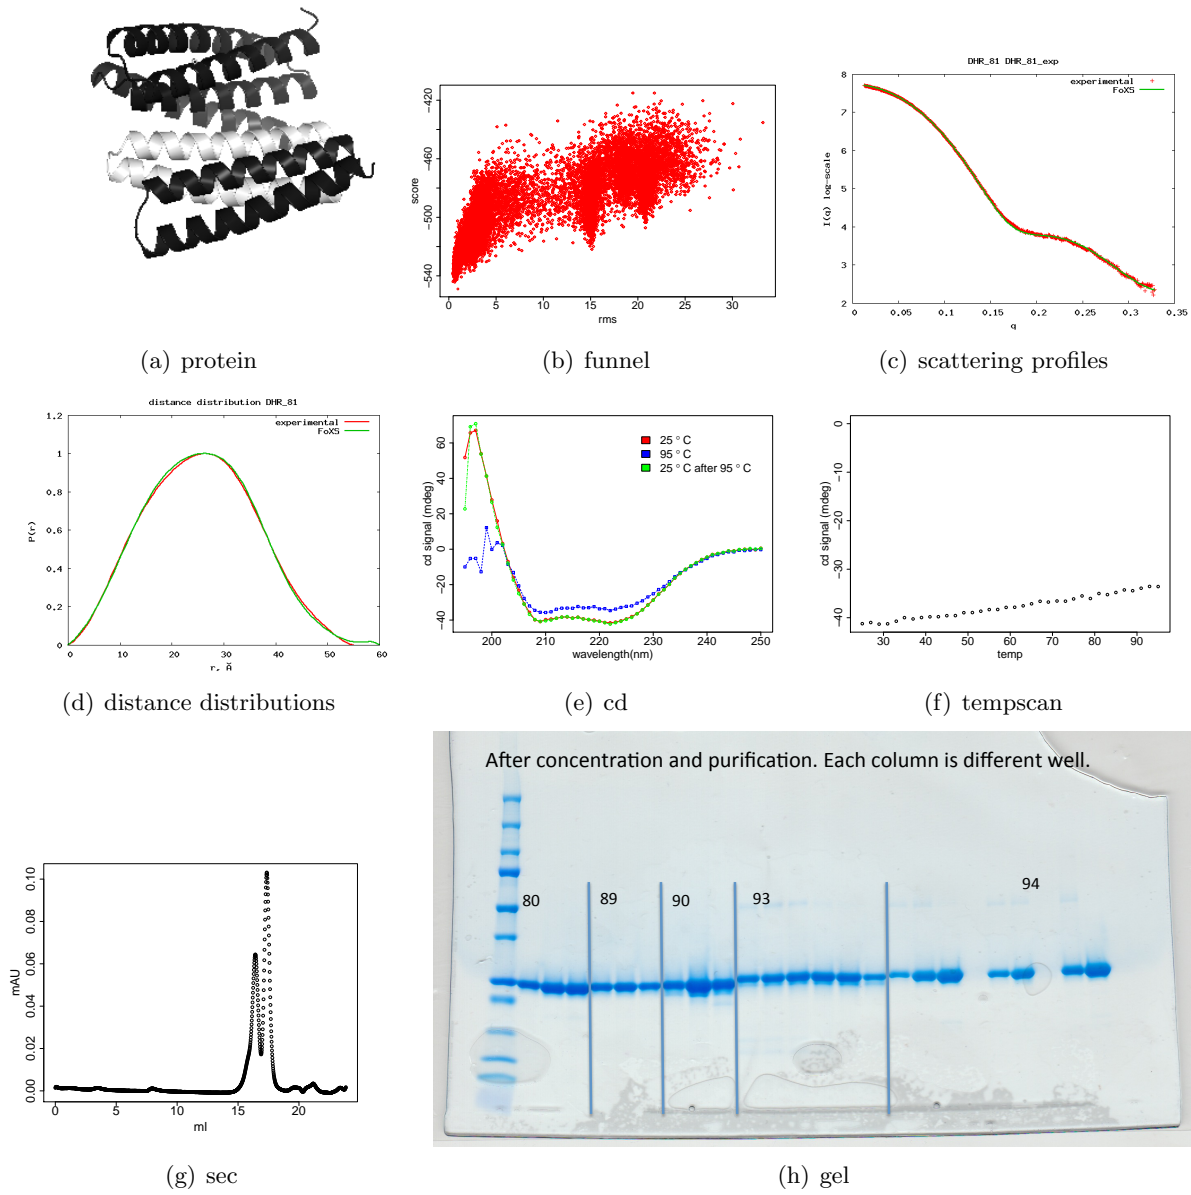 DHR_81 DHR_81_exp
−420
−460
−500
−540
score
0 5 10 15 20 25 30
rms
experimental
FoXS
8
7
6
5
4
3
2
I(q) log-scale
0 0.05 0.1 0.15 0.2 0.25 0.3 0.35
q
(a) protein
(b) funnel
(c) scattering profiles
distance distribution DHR_81
experimental
FoXS
1.2
1
0.8
0.6
0.4
0.2
0
P(r)
0 10 20 30 40 50 60
r, Å
60
40
20
0
−20
−40
cd signal (mdeg)
25 ° C
95 ° C
25 ° C after 95 ° C
200 210 220 230 240 250
wavelength(nm)
0
−10
−20
−30
−40
cd signal (mdeg)
30 40 50 60 70 80 90
temp
(d) distance distributions
(e) cd
(f) tempscan
After concentration and purification. Each column is different well.
80 89 90 93 94
0.10
0.08
0.06
0.04
0.02
0.00
mAU
0 5 10 15 20
ml
(g) sec
(h) gel